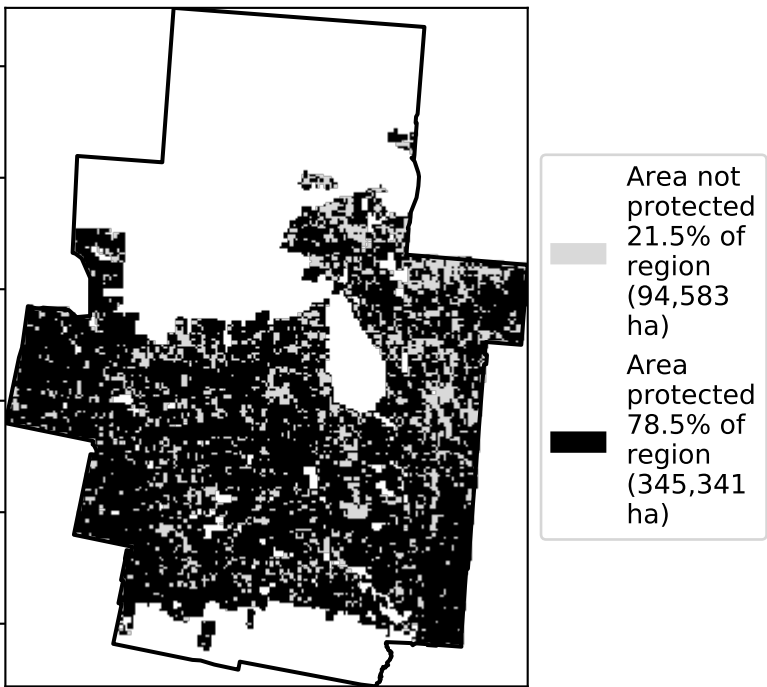 Area not
protected
21.5% of
region
(94,583
ha)
Area
protected
78.5% of
region
(345,341
ha)